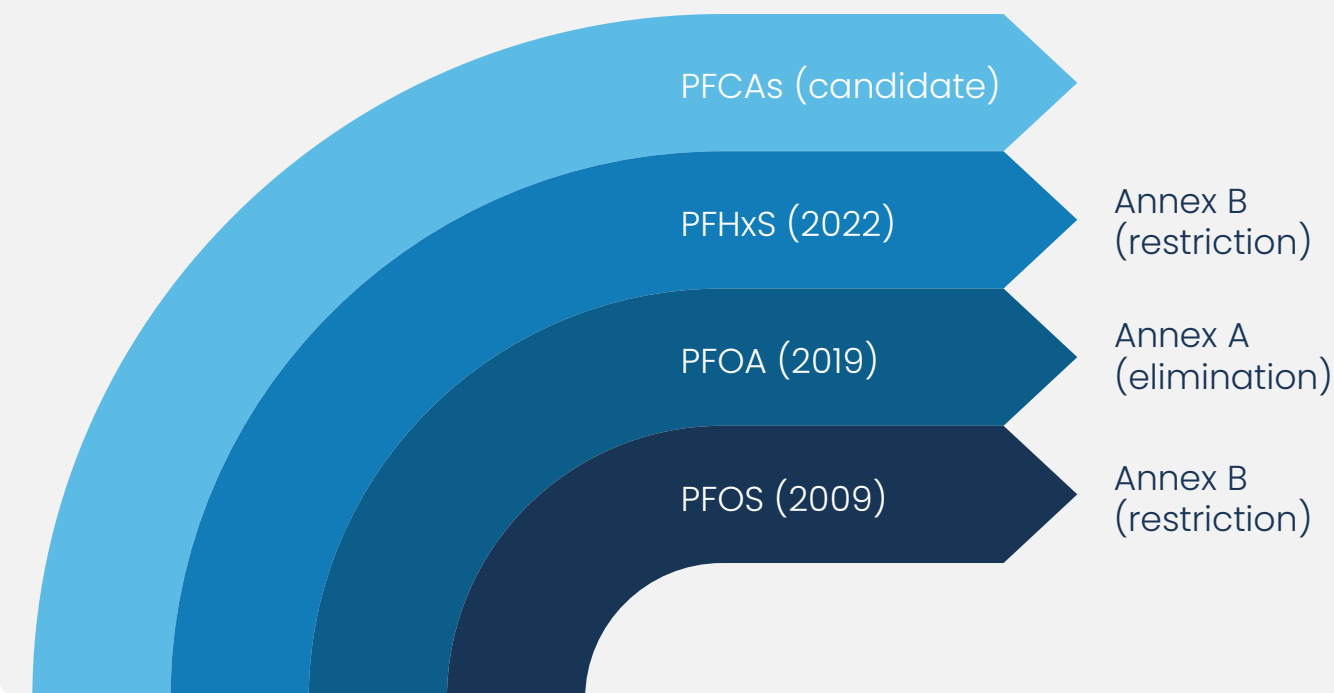 PFCAs (candidate)
PFHxS (2022)
Annex B
(restriction)
PFOA (2019)
Annex A
(elimination)
PFOS (2009)
Annex B
(restriction)